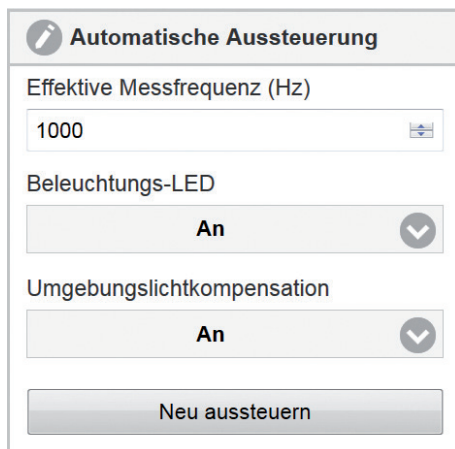 Automatische Aussteuerung
Effektive Messfrequenz (Hz)
1000
Beleuchtungs-LED
An
Umgebungslichtkompensation
An
Neu aussteuern